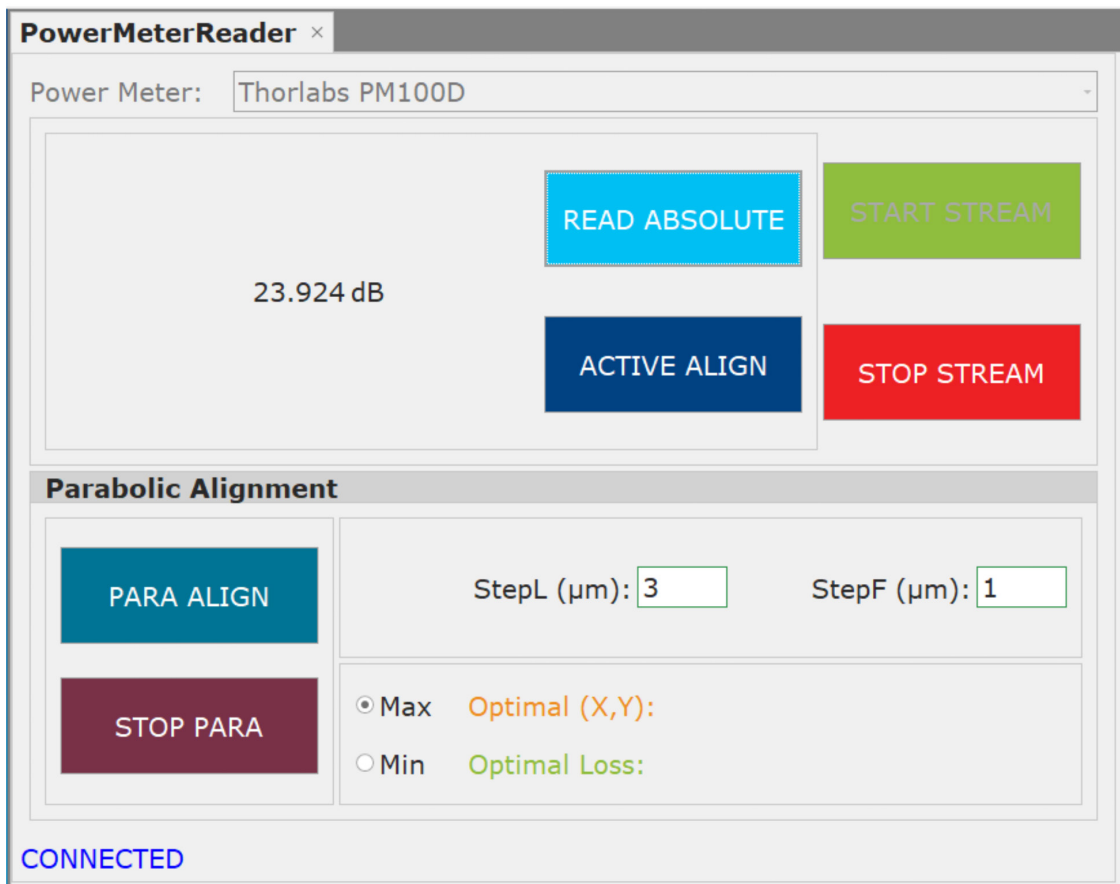 PowerMeterReader ×
Power Meter: Thorlabs PM100D
READ ABSOLUTE
START STREAM
23.924 dB
ACTIVE ALIGN
STOP STREAM
Parabolic Alignment
PARA ALIGN
StepL (μm): 3
StepF (μm): 1
STOP PARA
Max
Optimal (X,Y):
Min
Optimal Loss:
CONNECTED